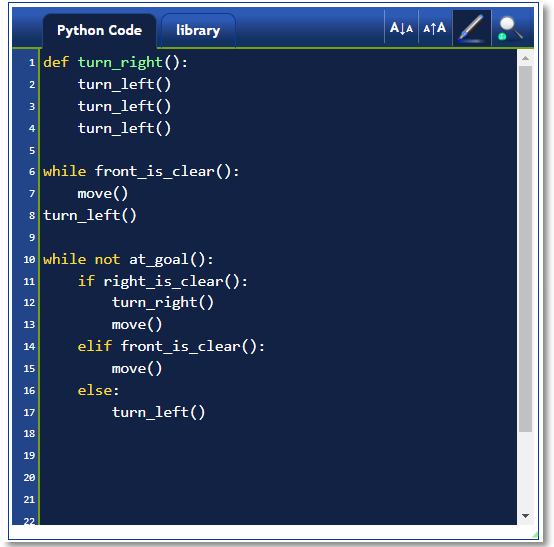 Python Code library A↓A A↑A
1 def turn_right():
2     turn_left()
3     turn_left()
4     turn_left()
5
6 while front_is_clear():
7     move()
8 turn_left()
9
10 while not at_goal():
11     if right_is_clear():
12         turn_right()
13         move()
14     elif front_is_clear():
15         move()
16     else:
17         turn_left()
18
19
20
21
22